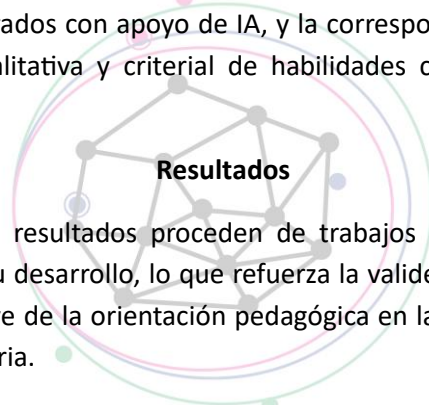 rados con apoyo de IA, y la correspo
litativa y criterial de habilidades c
Resultados
resultados proceden de trabajos
u desarrollo, lo que refuerza la valide
e de la orientación pedagógica en la
ria.